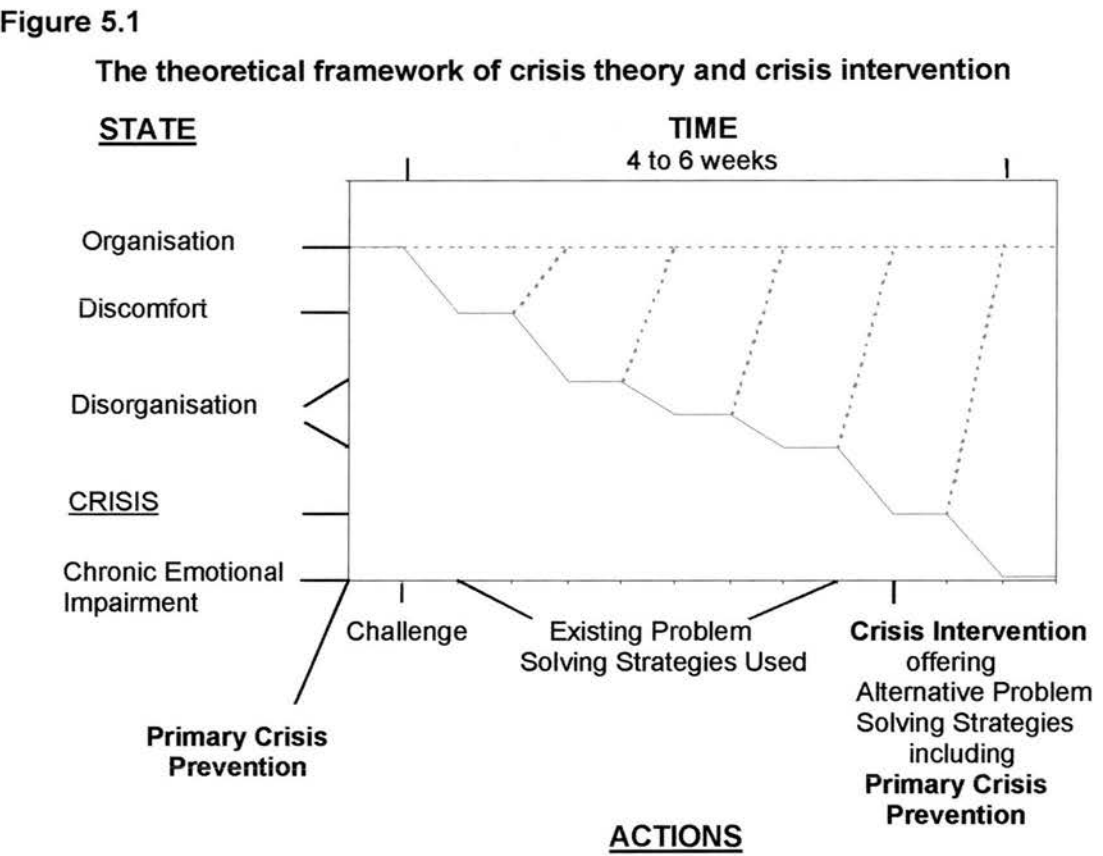 Figure 5.1
The theoretical framework of crisis theory and crisis intervention
STATE
TIME
4 to 6 weeks
Organisation
Discomfort
Disorganisation
CRISIS
Chronic Emotional
Impairment
Challenge
Existing Problem
Solving Strategies Used
Crisis Intervention
offering
Alternative Problem
Solving Strategies
including
Primary Crisis
Prevention
Primary Crisis
Prevention
ACTIONS